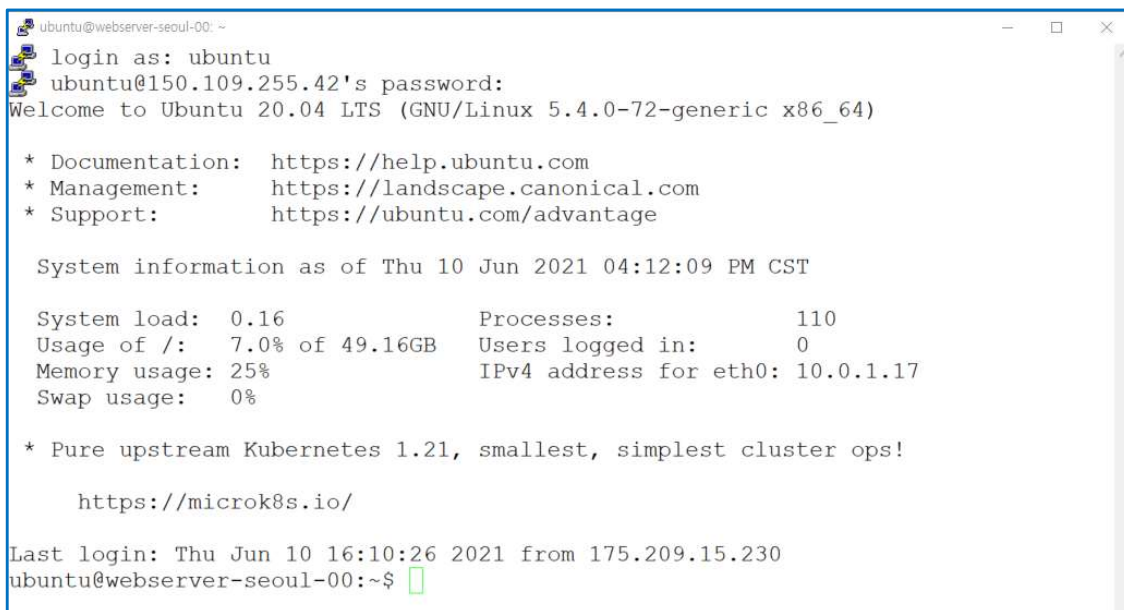 ubuntu@webserver-seoul-00: ~
login as: ubuntu
ubuntu@150.109.255.42's password:
Welcome to Ubuntu 20.04 LTS (GNU/Linux 5.4.0-72-generic x86_64)
* Documentation:  https://help.ubuntu.com
* Management:     https://landscape.canonical.com
* Support:        https://ubuntu.com/advantage
System information as of Thu 10 Jun 2021 04:12:09 PM CST
System load:  0.16               Processes:             110
Usage of /:   7.0% of 49.16GB   Users logged in:       0
Memory usage: 25%                IPv4 address for eth0: 10.0.1.17
Swap usage:   0%
* Pure upstream Kubernetes 1.21, smallest, simplest cluster ops!
https://microk8s.io/
Last login: Thu Jun 10 16:10:26 2021 from 175.209.15.230
ubuntu@webserver-seoul-00:~$